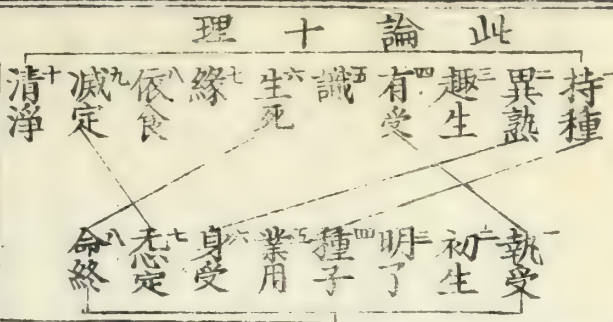 此論十理
持種
二異熟
三趣生
四有受
五識
六生死
七緣
八依食
九滅定
十清淨
一執受
二初生
三明了
四種子
五業用
六身受
七无心定
八命終